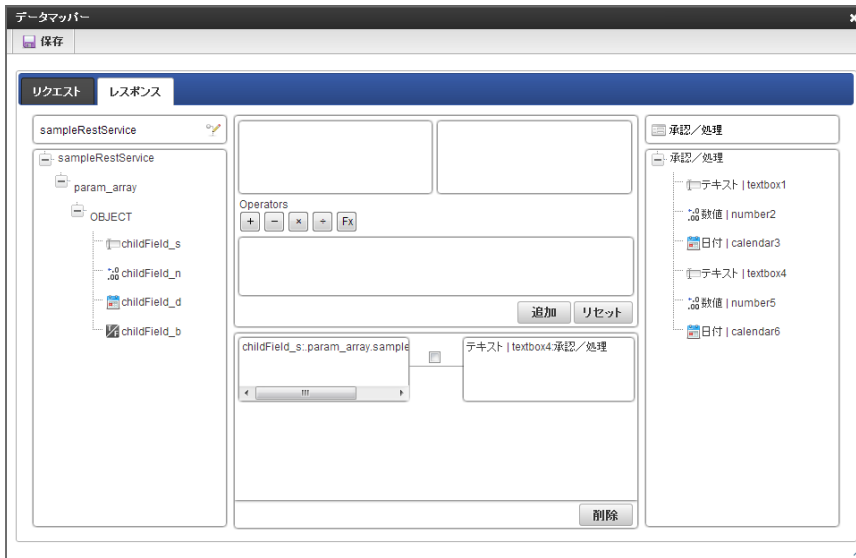 データマッパー
保存
リクエスト
レスポンス
sampleRestService
sampleRestService
param_array
OBJECT
childField_s
childField_n
childField_d
childField_b
Operators
+ − × ÷ Fx
追加 リセット
childField_s:.param_array.sample
テキスト | textbox4:承認／処理
削除
承認／処理
承認／処理
テキスト | textbox1
数値 | number2
日付 | calendar3
テキスト | textbox4
数値 | number5
日付 | calendar6